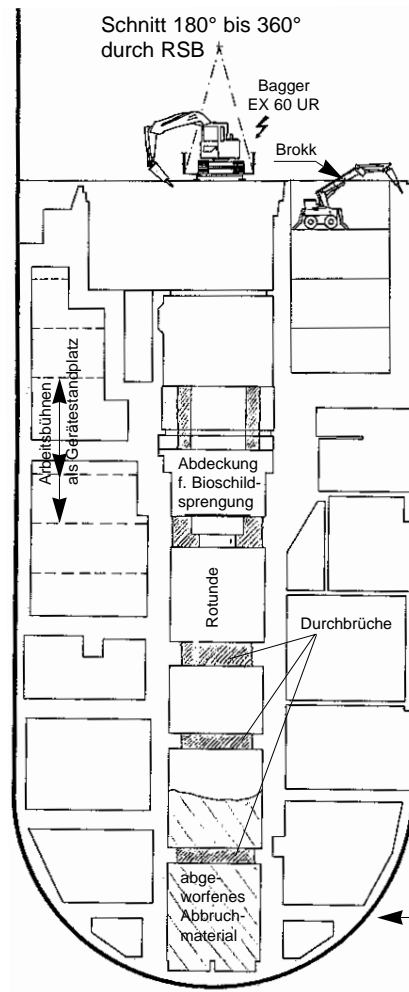 Schnitt 180° bis 360°
durch RSB
Bagger
EX 60 UR
Brokk
Arbeitsbühnen
als Gerätestandplatz
Abdeckung
f. Bioschild-
sprengung
Rotunde
Durchbrüche
abge-
worfenes
Abbruch-
material